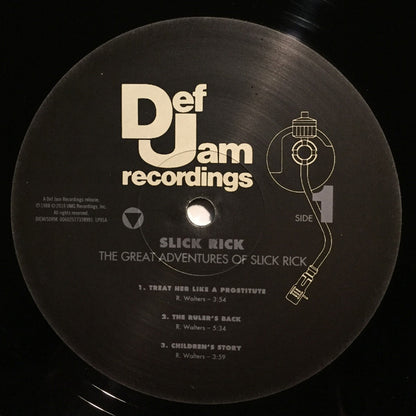 Def
Jam
recordings
A Def Jam Recordings release,
All rights reserved.
SIDE 1
SLICK RICK
THE GREAT ADVENTURES OF SLICK RICK
1. TREAT HER LIKE A PROSTITUTE
R. Walters – 3:54
2. THE RULER'S BACK
R. Walters – 5:34
3. CHILDREN'S STORY
R. Walters – 3:59